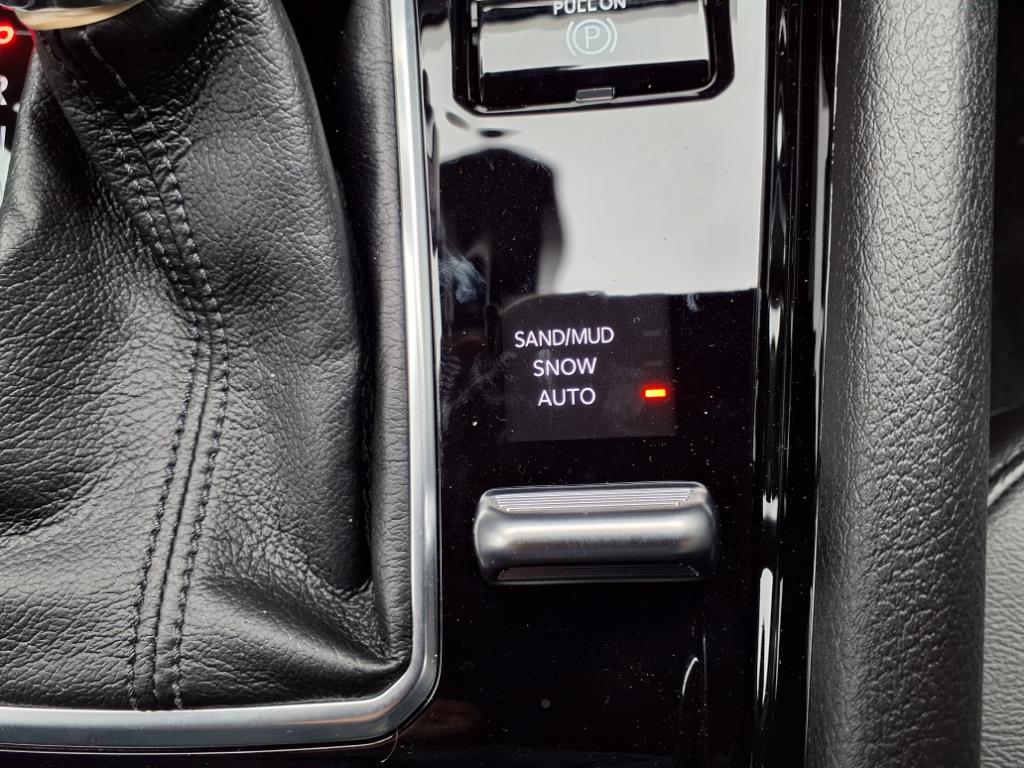 PULL ON
P
R
SAND/MUD
SNOW
AUTO